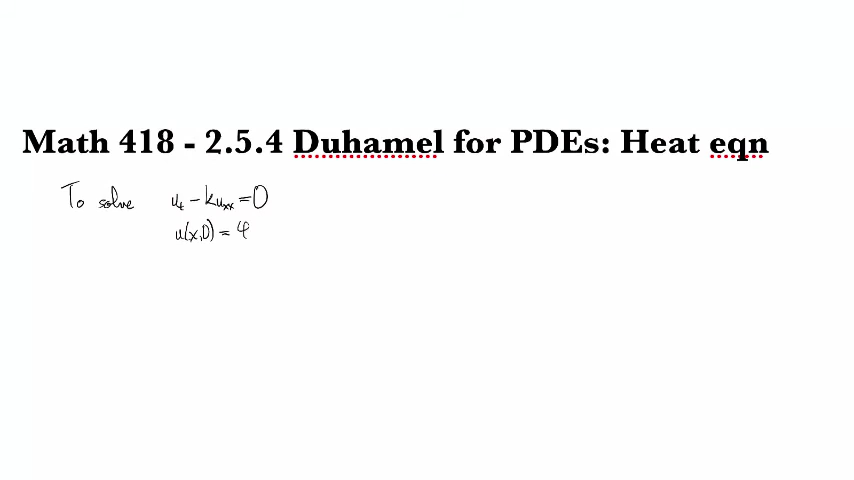 Math 418 - 2.5.4 Duhamel for PDEs: Heat eqn
To solve u_t - ku_xx = 0
u(x,0) = φ